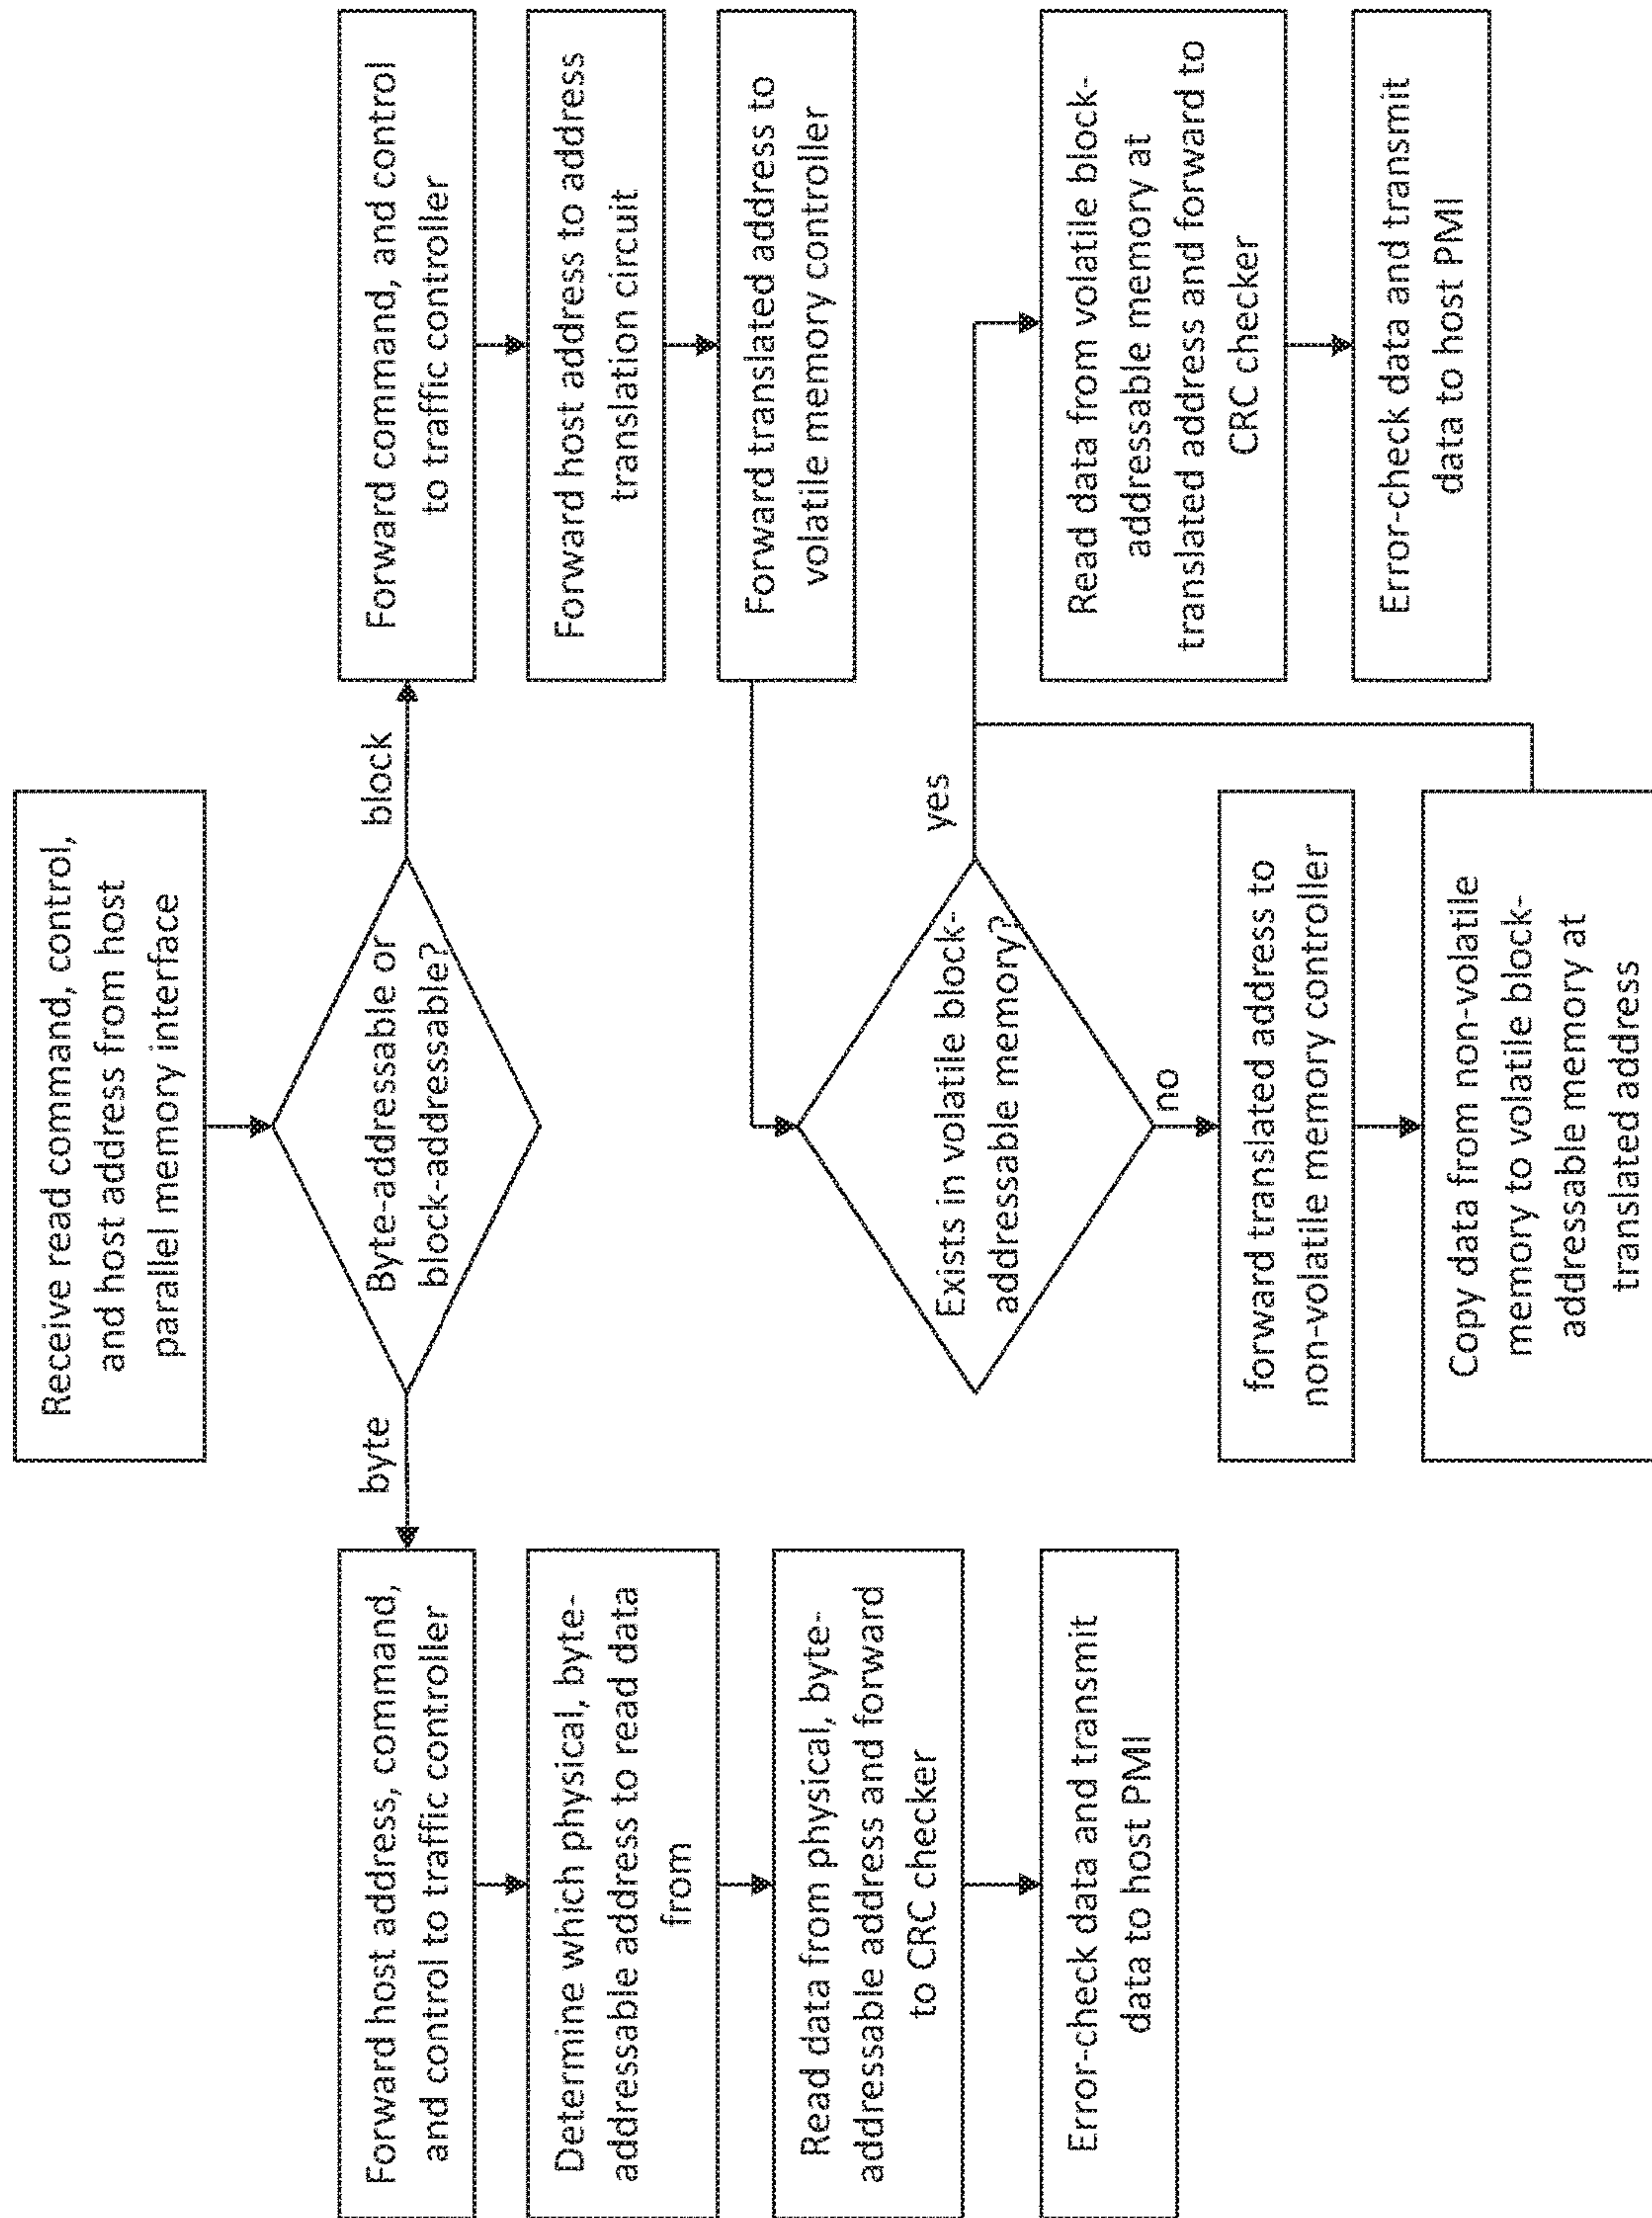 Receive read command, control,
and host address from host
parallel memory interface
Byte-addressable or
block-addressable?
byte
block
Forward host address, command,
and control to traffic controller
Determine which physical, byte-
addressable address to read data
from
Read data from physical, byte-
addressable address and forward
to CRC checker
Error-check data and transmit
data to host PMI
Forward command, and control
to traffic controller
Forward host address to address
translation circuit
Forward translated address to
volatile memory controller
Exists in volatile block-
addressable memory?
yes
no
forward translated address to
non-volatile memory controller
Copy data from non-volatile
memory to volatile block-
addressable memory at
translated address
Read data from volatile block-
addressable memory at
translated address and forward to
CRC checker
Error-check data and transmit
data to host PMI